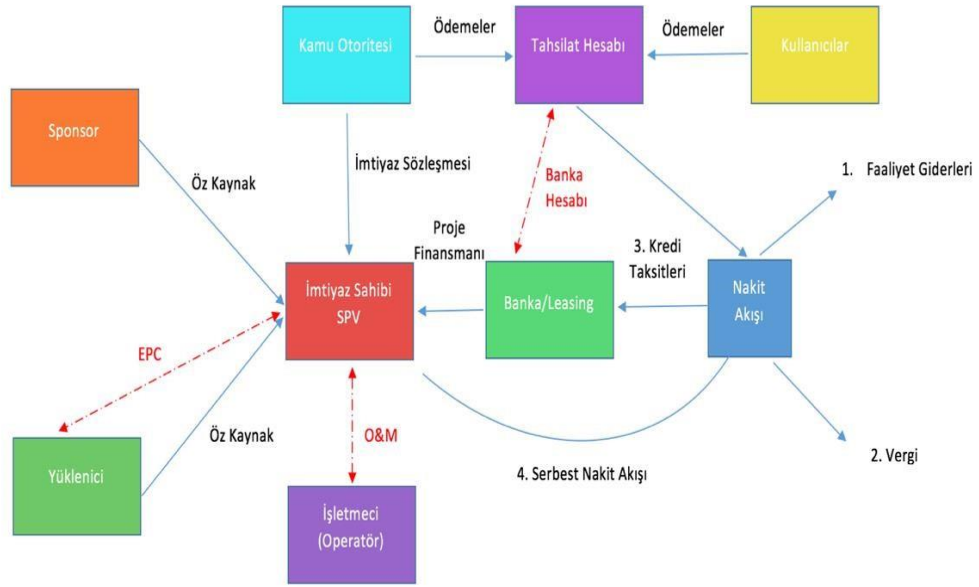 Kamu Otoritesi
Ödemeler
Tahsilat Hesabı
Ödemeler
Kullanıcılar
Sponsor
Öz Kaynak
İmtiyaz Sözleşmesi
Banka
Hesabı
1. Faaliyet Giderleri
Proje
Finansmanı
3. Kredi
Taksitleri
İmtiyaz Sahibi
SPV
Banka/Leasing
Nakit
Akışı
EPC
Öz Kaynak
O&M
2. Vergi
4. Serbest Nakit Akışı
Yüklenici
İşletmeci
(Operatör)